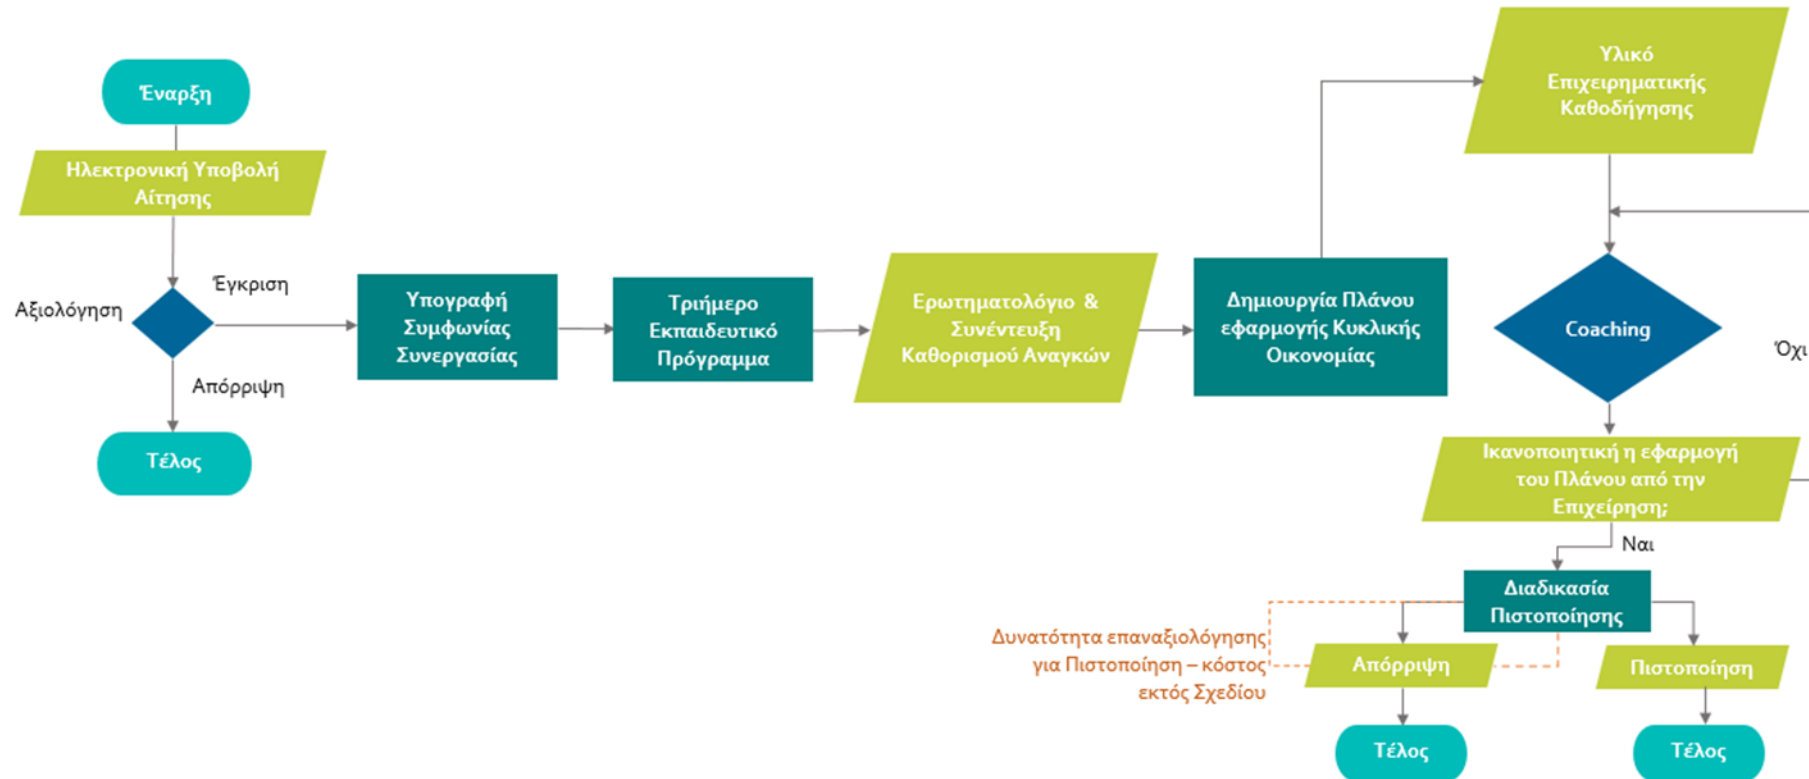 Έναρξη
Ηλεκτρονική Υποβολή
Αίτησης
Αξιολόγηση
Έγκριση
Απόρριψη
Τέλος
Υπογραφή
Συμφωνίας
Συνεργασίας
Τριήμερο
Εκπαιδευτικό
Πρόγραμμα
Ερωτηματολόγιο &
Συνέντευξη
Καθορισμού Αναγκών
Δημιουργία Πλάνου
εφαρμογής Κυκλικής
Οικονομίας
Υλικό
Επιχειρηματικής
Καθοδήγησης
Coaching
Όχι
Ικανοποιητική η εφαρμογή
του Πλάνου από την
Επιχείρηση;
Ναι
Διαδικασία
Πιστοποίησης
Δυνατότητα επαναξιολόγησης
για Πιστοποίηση – κόστος
εκτός Σχεδίου
Απόρριψη
Πιστοποίηση
Τέλος
Τέλος